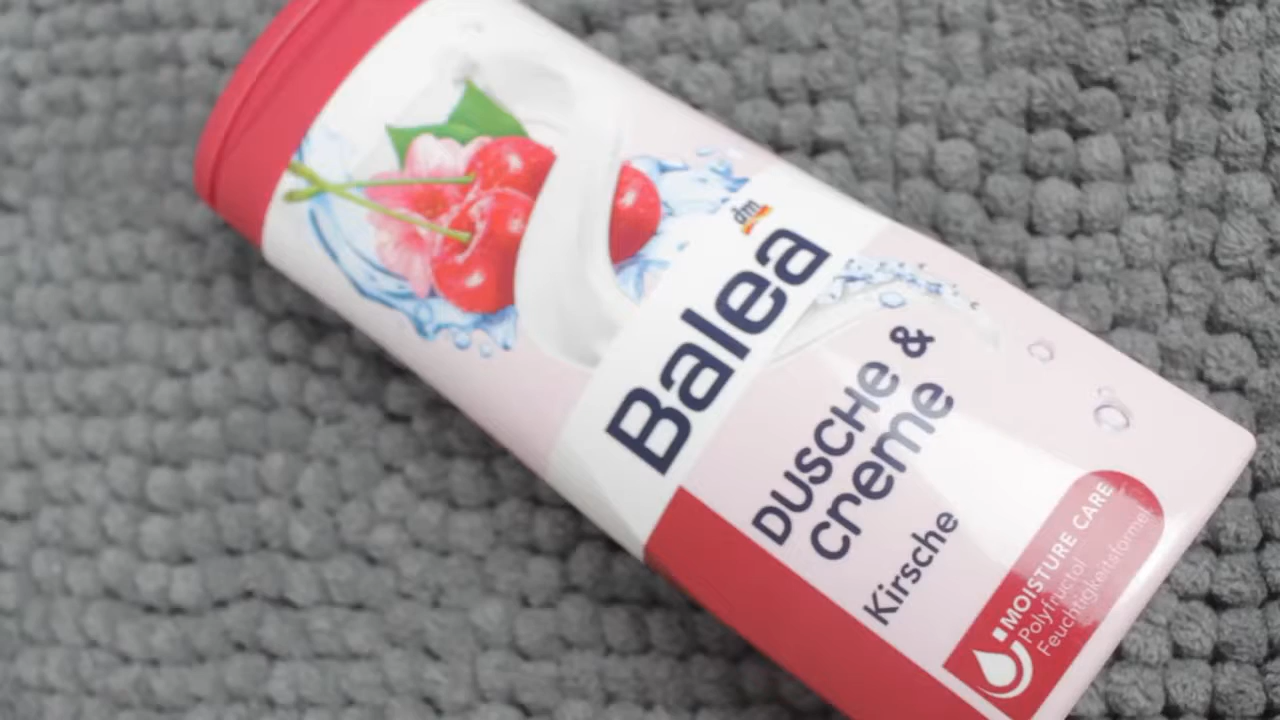 dm
Balea
DUSCHE &
creme
Kirsche
MOISTURE CARE
Polyfructol
Feuchtigkeitsformel